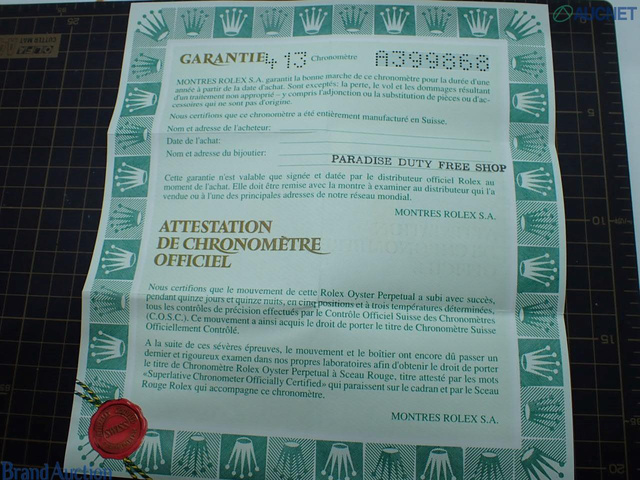 AUCNET
GARANTIE 413 Chronomètre A399868
MONTRES ROLEX S.A. garantit la bonne marche de ce chronomètre pour la durée d'une
année à partir de la date d'achat. Sont exceptés: la perte, le vol et les dommages résultant
d'un traitement non approprié – y compris l'adjonction ou la substitution de pièces ou d'ac-
cessoires qui ne sont pas d'origine.
Nous certifions que ce chronomètre a été entièrement manufacturé en Suisse.
Nom et adresse de l'acheteur:
Date de l'achat:
Nom et adresse du bijoutier: PARADISE DUTY FREE SHOP
Cette garantie n'est valable que signée et datée par le distributeur officiel Rolex au
moment de l'achat. Elle doit être remise avec la montre à examiner au distributeur qui l'a
vendue ou à l'une des principales adresses de notre réseau mondial.
MONTRES ROLEX S.A.
ATTESTATION
DE CHRONOMÈTRE
OFFICIEL
Nous certifions que le mouvement de cette Rolex Oyster Perpetual a subi avec succès,
pendant quinze jours et quinze nuits, en cinq positions et à trois températures déterminées,
tous les contrôles de précision effectués par le Contrôle Officiel Suisse des Chronomètres
(C.O.S.C.). Ce mouvement a ainsi acquis le droit de porter le titre de Chronomètre Suisse
Officiellement Contrôlé.
A la suite de ces sévères épreuves, le mouvement et le boîtier ont encore dû passer un
dernier et rigoureux examen dans nos propres laboratoires afin d'obtenir le droit de porter
le titre de Chronomètre Rolex Oyster Perpetual à Sceau Rouge, titre attesté par les mots
«Superlative Chronometer Officially Certified» qui paraissent sur le cadran et par le Sceau
Rouge Rolex qui accompagne ce chronomètre.
MONTRES ROLEX S.A.
Brand Auction
10
15